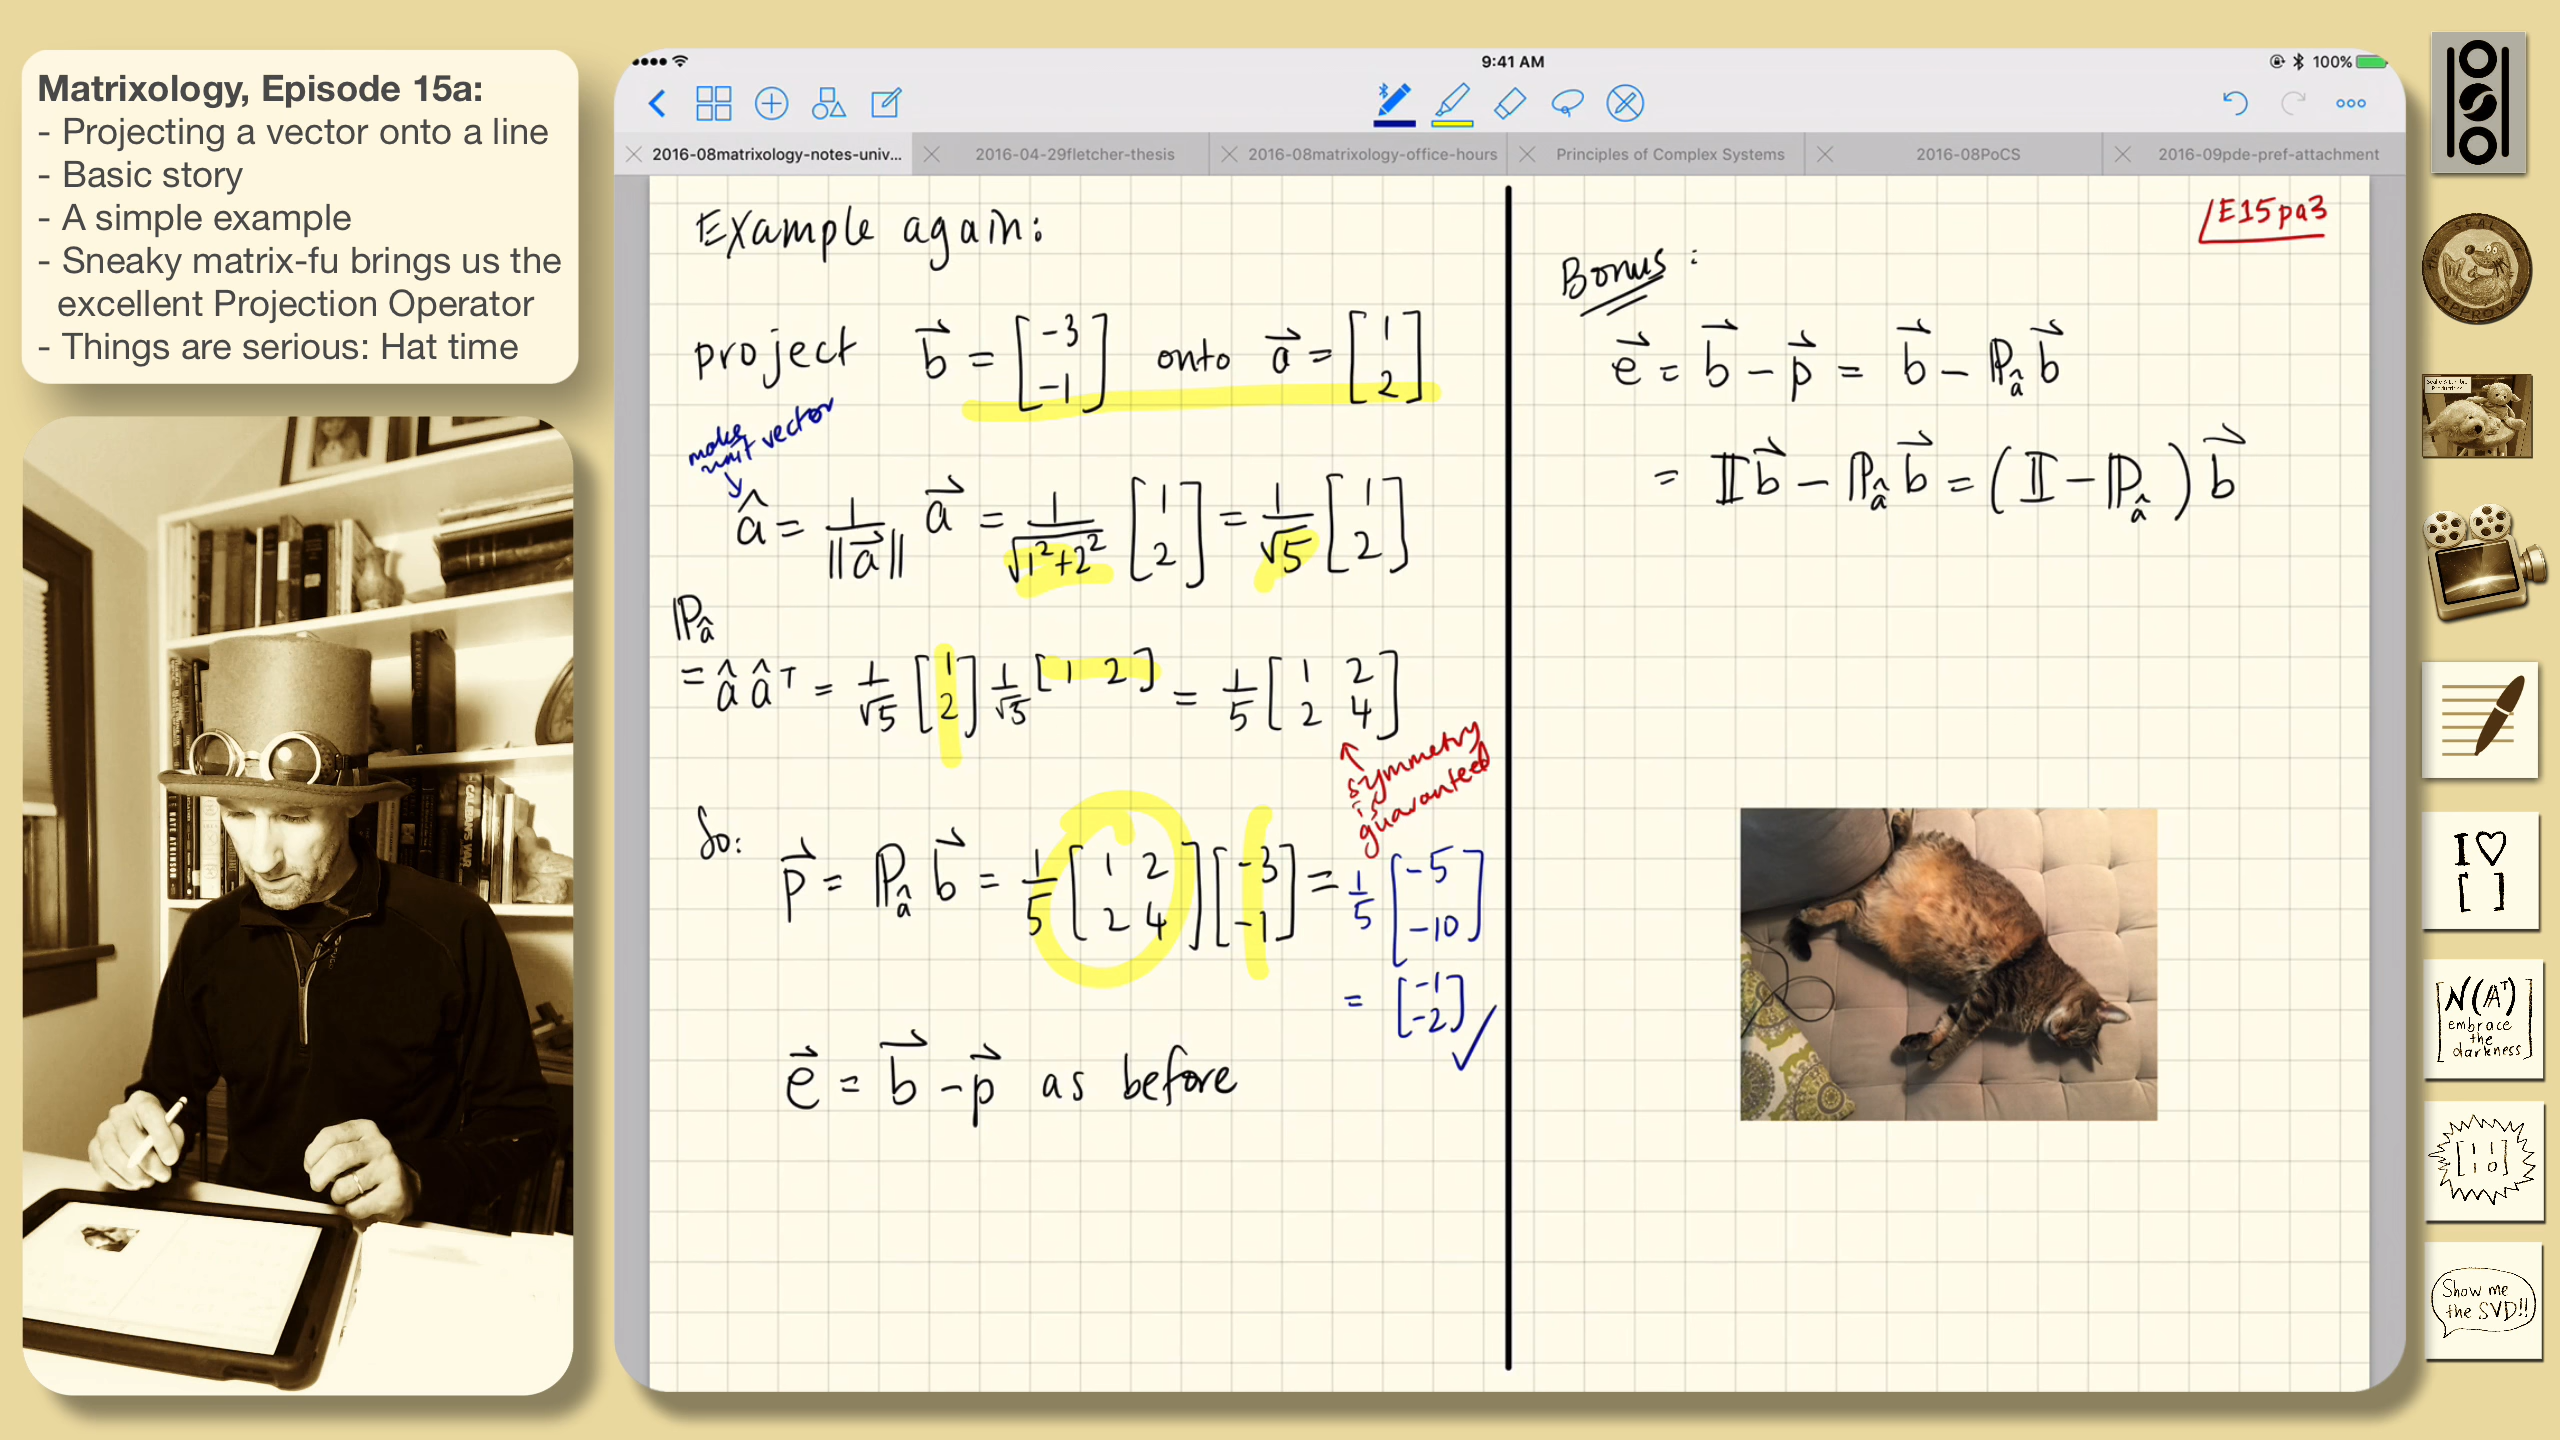 Matrixology, Episode 15a:
- Projecting a vector onto a line
- Basic story
- A simple example
- Sneaky matrix-fu brings us the
excellent Projection Operator
- Things are serious: Hat time
9:41 AM
100%
2016-08matrixology-notes-univ...
2016-04-29fletcher-thesis
2016-08matrixology-office-hours
Principles of Complex Systems
2016-08PoCS
2016-09pde-pref-attachment
Example again:
project b⃗ = [-3 -1] onto a⃗ = [1 2]
make unit vector
â = 1/||a⃗|| a⃗ = 1/√1²+2² [1 2] = 1/√5 [1 2]
ℙâ
= â âᵀ = 1/√5 [1 2] 1/√5 [1 2] = 1/5 [1 2 2 4]
symmetry
is
guaranteed
So:
p⃗ = ℙâ b⃗ = 1/5 [1 2 2 4] [-3 -1] = 1/5 [-5 -10]
= [-1 -2] ✓
e⃗ = b⃗ - p⃗ as before
E15pa3
Bonus:
e⃗ = b⃗ - p⃗ = b⃗ - ℙâ b⃗
= 𝕀b⃗ - ℙâ b⃗ = (𝕀 - ℙâ) b⃗
I ♡
[ ]
N(Aᵀ)
embrace
the
darkness
[1 1 1 0]
Show me
the SVD!!